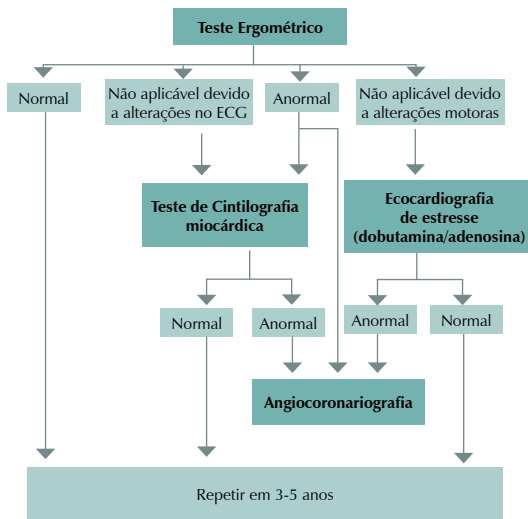 Teste Ergométrico
Normal
Não aplicável devido
a alterações no ECG
Anormal
Não aplicável devido
a alterações motoras
Teste de Cintilografia
miocárdica
Ecocardiografia
de estresse
(dobutamina/adenosina)
Normal
Anormal
Anormal
Normal
Angiocoronariografia
Repetir em 3-5 anos